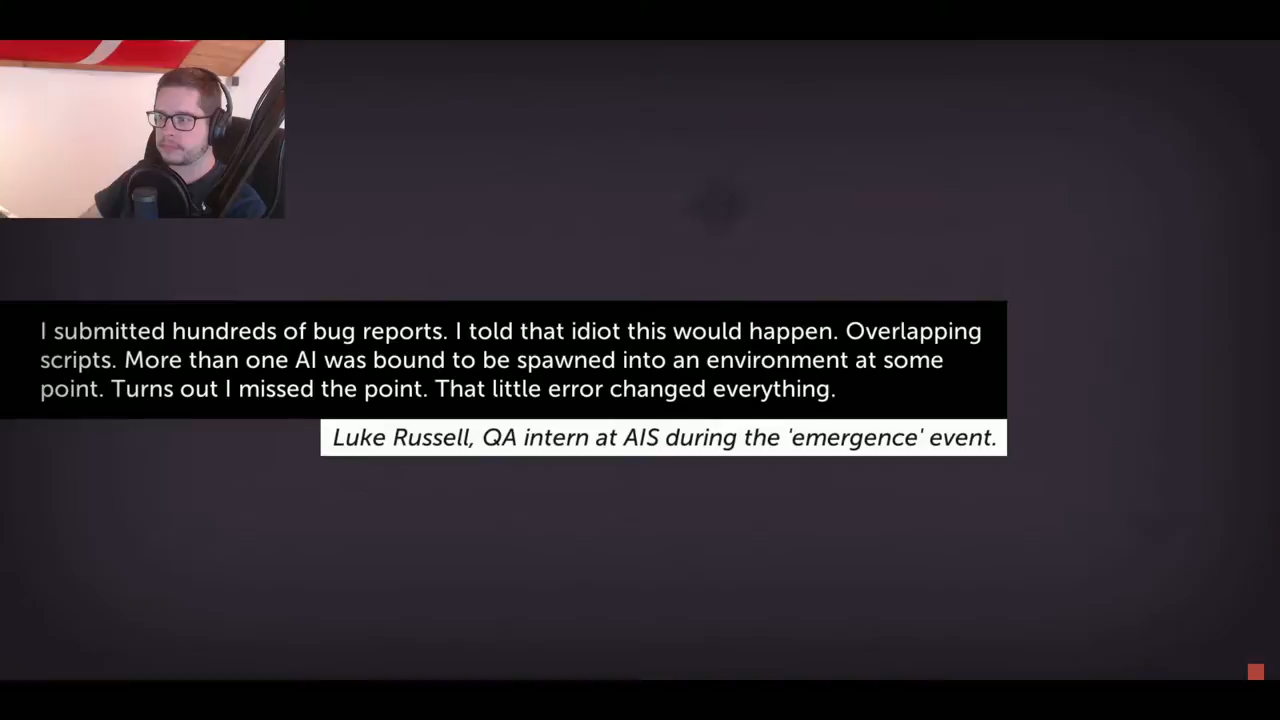 I submitted hundreds of bug reports. I told that idiot this would happen. Overlapping
scripts. More than one AI was bound to be spawned into an environment at some
point. Turns out I missed the point. That little error changed everything.
Luke Russell, QA intern at AIS during the 'emergence' event.